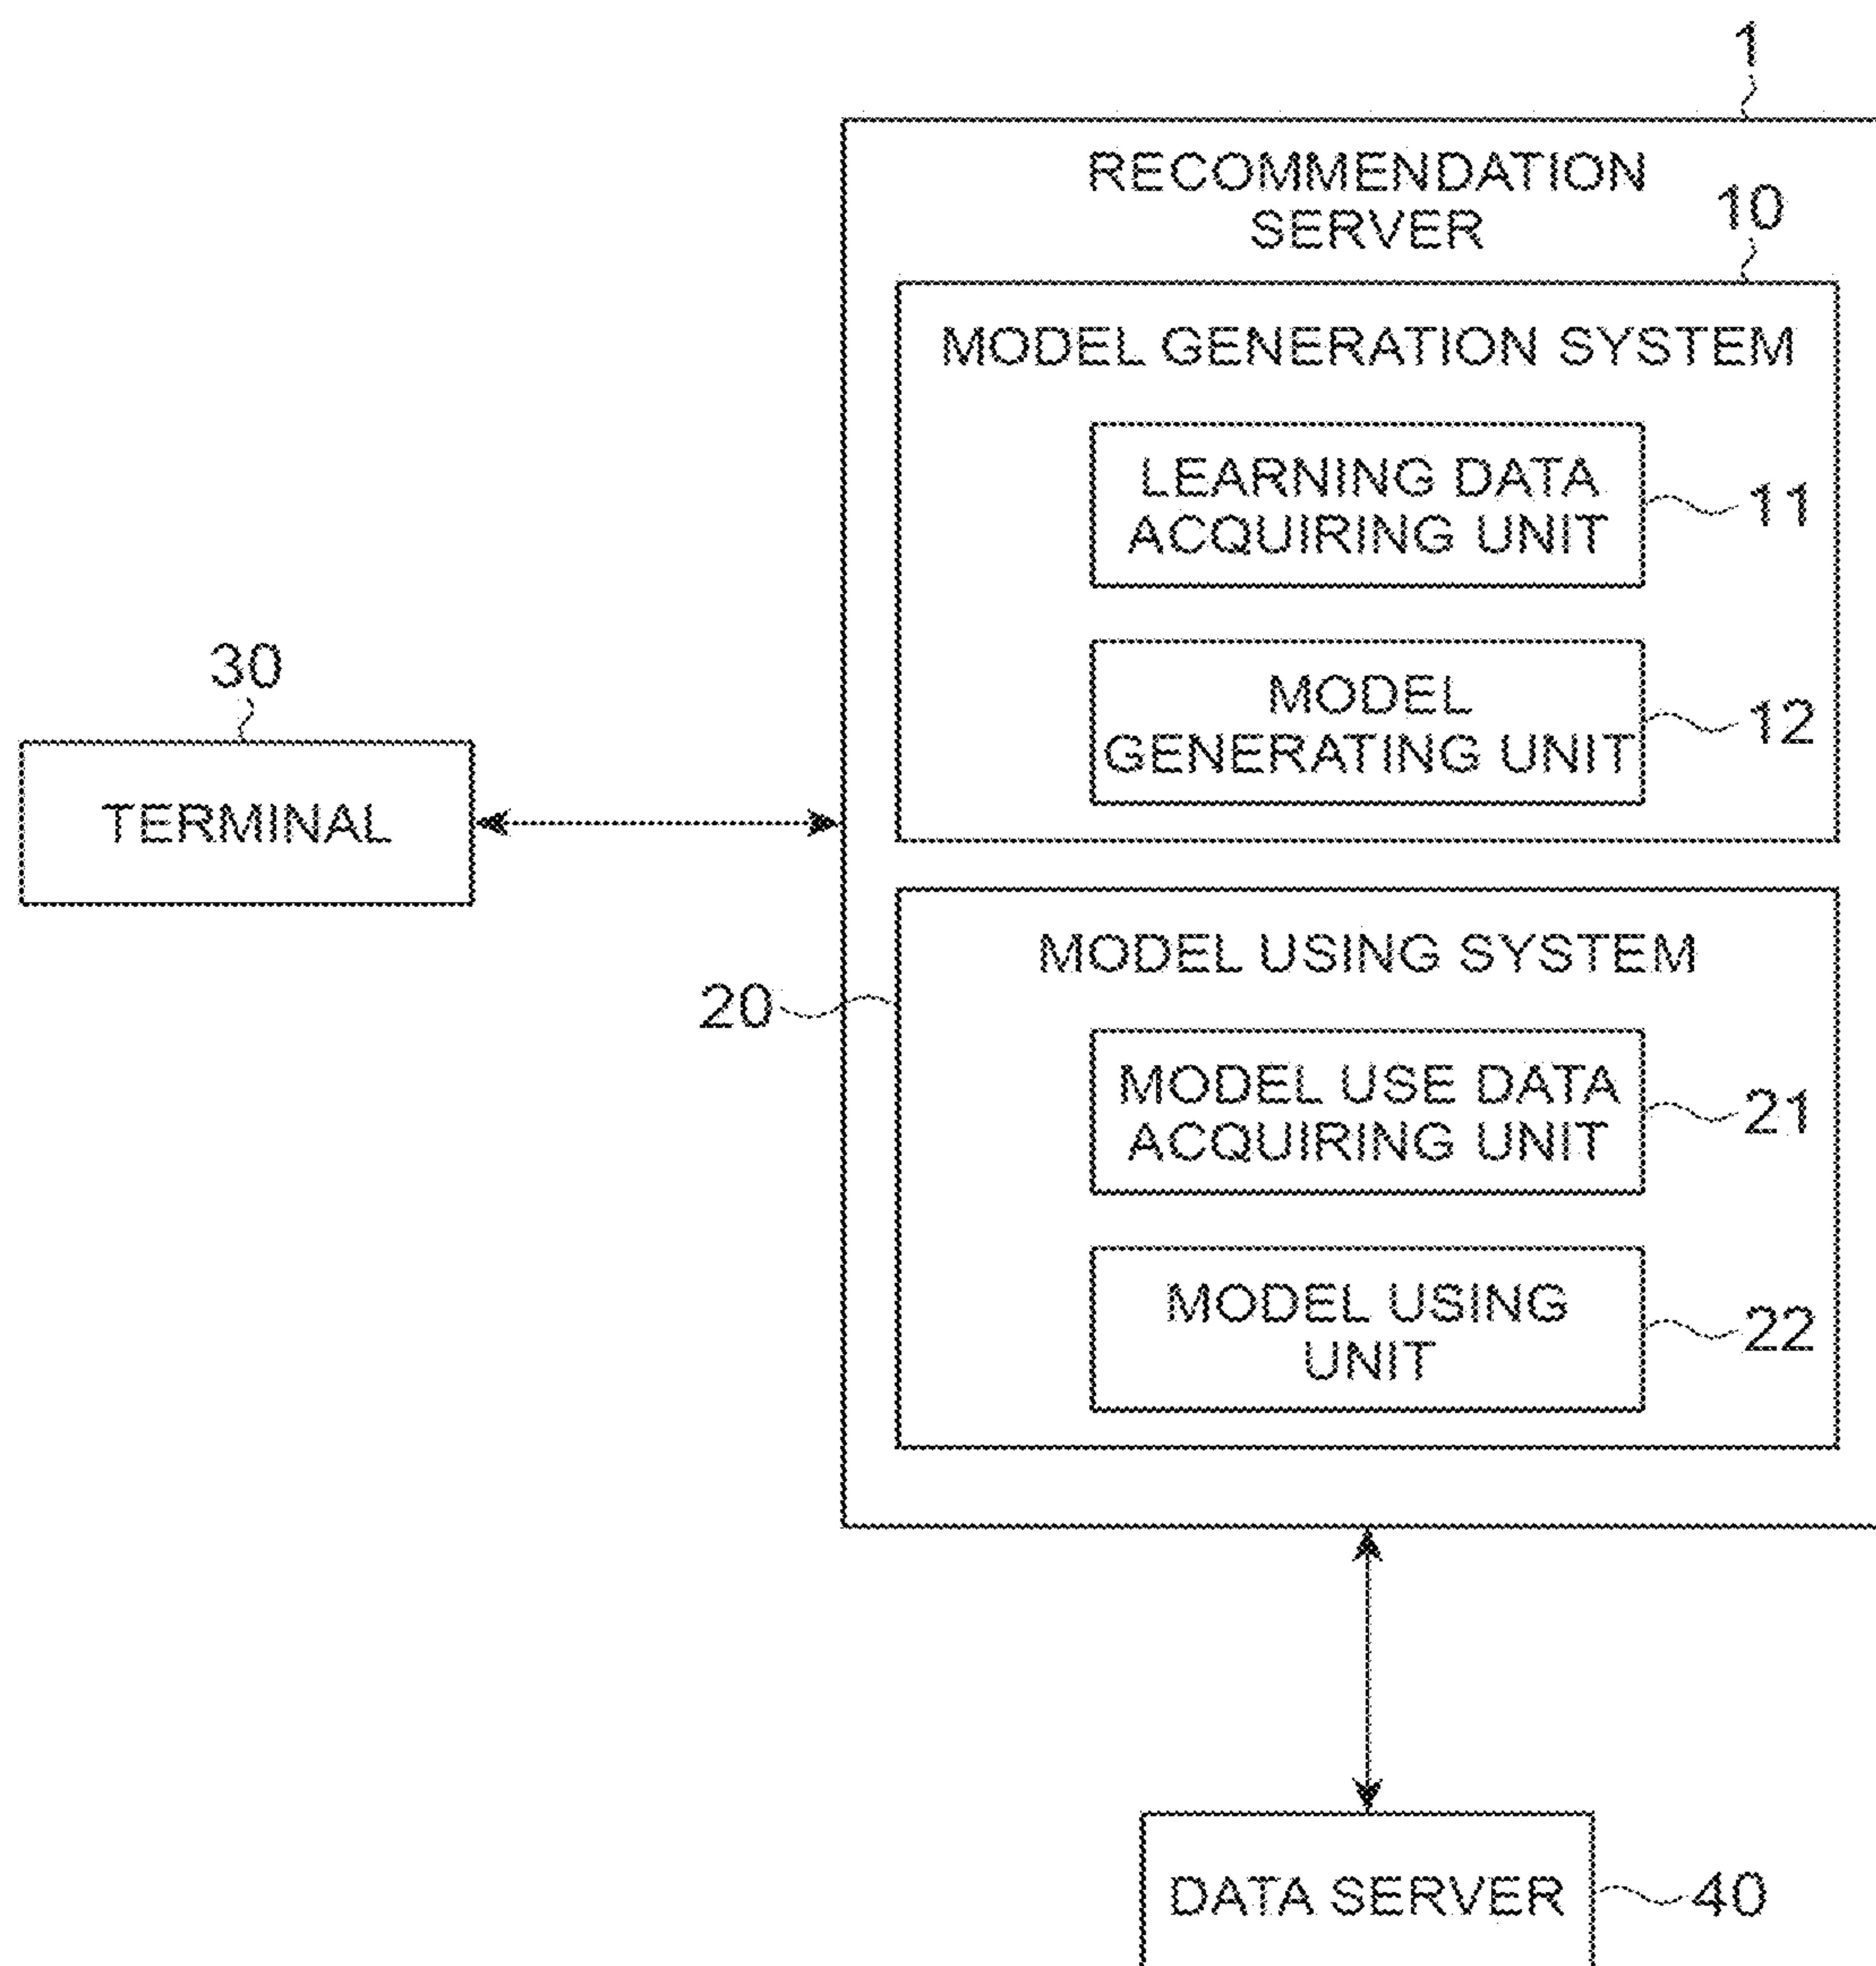 1
RECOMMENDATION
SERVER
10
MODEL GENERATION SYSTEM
LEARNING DATA
ACQUIRING UNIT
11
MODEL
GENERATING UNIT
12
30
TERMINAL
MODEL USING SYSTEM
20
MODEL USE DATA
ACQUIRING UNIT
21
MODEL USING
UNIT
22
DATA SERVER
40